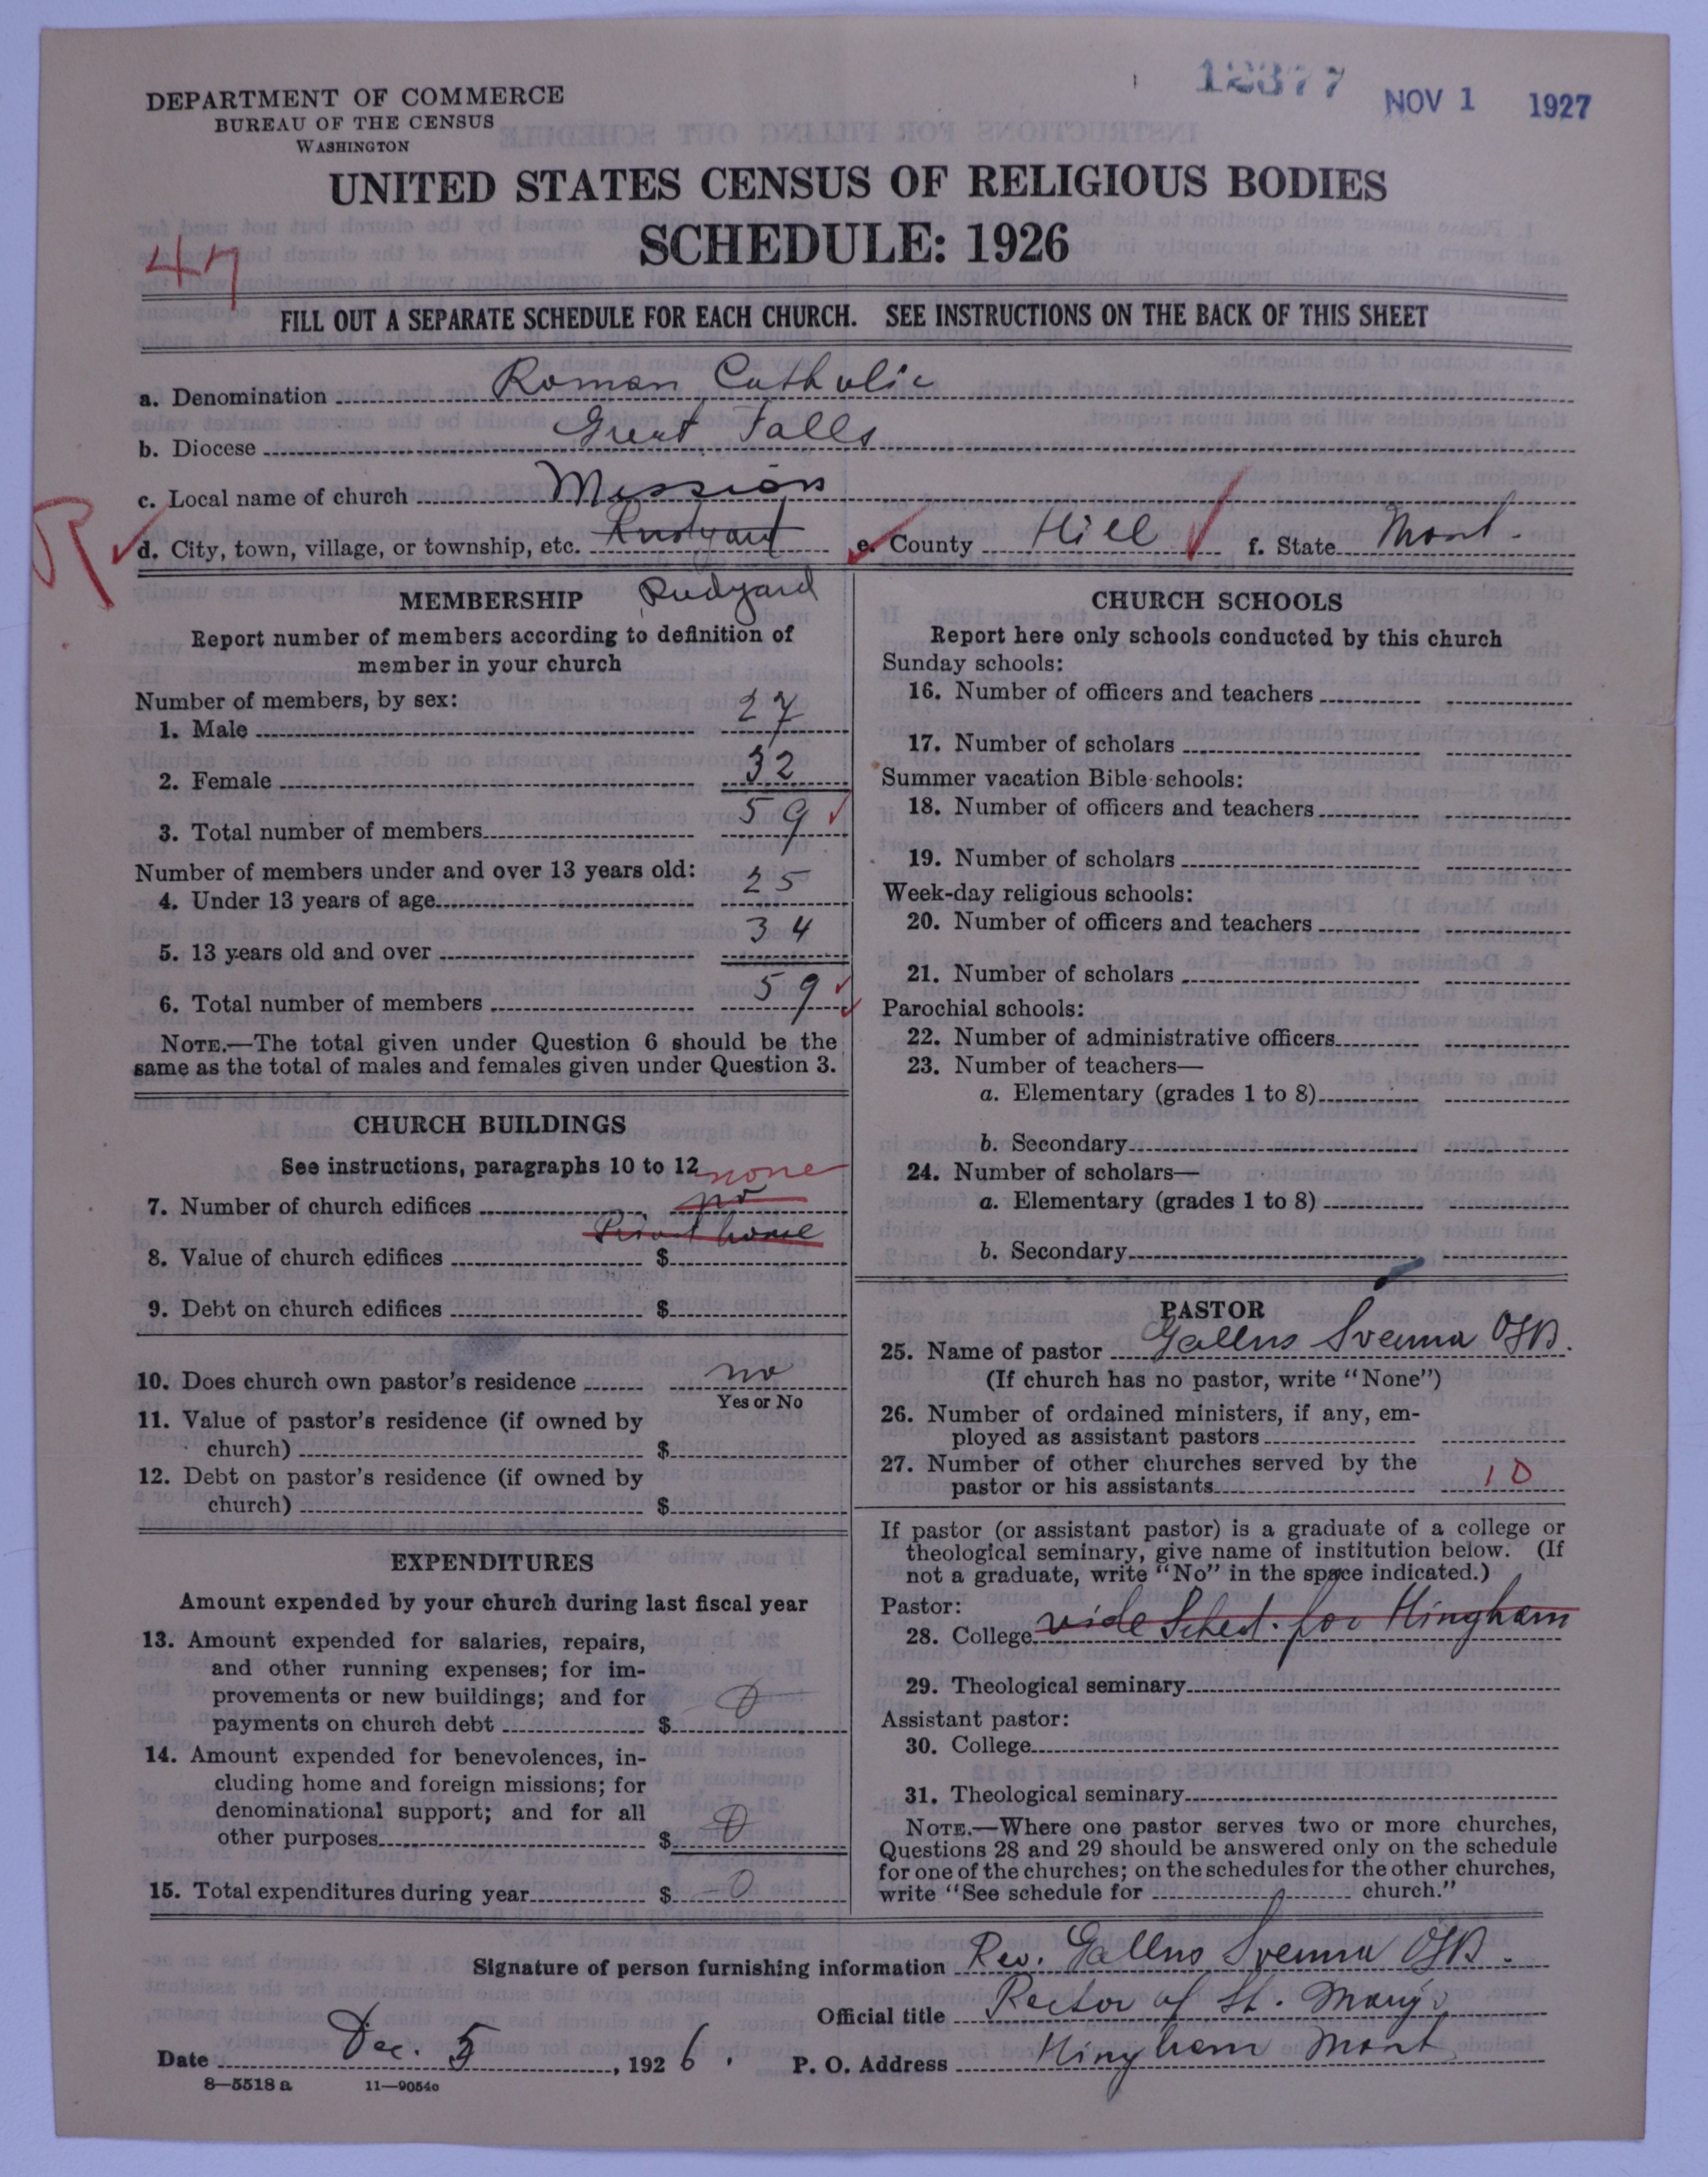 12377 NOV 1 1927
DEPARTMENT OF COMMERCE
BUREAU OF THE CENSUS
WASHINGTON
UNITED STATES CENSUS OF RELIGIOUS BODIES
SCHEDULE: 1926
47
FILL OUT A SEPARATE SCHEDULE FOR EACH CHURCH. SEE INSTRUCTIONS ON THE BACK OF THIS SHEET
a. Denomination Roman Catholic
b. Diocese Great Falls
c. Local name of church Mission
R d. City, town, village, or township, etc. Rudyard e. County Hill f. State Mont.
MEMBERSHIP Rudyard
Report number of members according to definition of
member in your church
Number of members, by sex:
1. Male 27
2. Female 32
3. Total number of members 59
Number of members under and over 13 years old:
4. Under 13 years of age 25
5. 13 years old and over 34
6. Total number of members 59
NOTE.—The total given under Question 6 should be the
same as the total of males and females given under Question 3.
CHURCH BUILDINGS
See instructions, paragraphs 10 to 12 none
7. Number of church edifices no
Privat house
8. Value of church edifices $
9. Debt on church edifices $
10. Does church own pastor's residence no
Yes or No
11. Value of pastor's residence (if owned by
church) $
12. Debt on pastor's residence (if owned by
church) $
EXPENDITURES
Amount expended by your church during last fiscal year
13. Amount expended for salaries, repairs,
and other running expenses; for im-
provements or new buildings; and for
payments on church debt $ 0
14. Amount expended for benevolences, in-
cluding home and foreign missions; for
denominational support; and for all
other purposes $ 0
15. Total expenditures during year $ 0
CHURCH SCHOOLS
Report here only schools conducted by this church
Sunday schools:
16. Number of officers and teachers
17. Number of scholars
Summer vacation Bible schools:
18. Number of officers and teachers
19. Number of scholars
Week-day religious schools:
20. Number of officers and teachers
21. Number of scholars
Parochial schools:
22. Number of administrative officers
23. Number of teachers—
a. Elementary (grades 1 to 8)
b. Secondary
24. Number of scholars—
a. Elementary (grades 1 to 8)
b. Secondary
PASTOR
25. Name of pastor Gallus OSB.
(If church has no pastor, write "None")
26. Number of ordained ministers, if any, em-
ployed as assistant pastors
27. Number of other churches served by the
pastor or his assistants 10
If pastor (or assistant pastor) is a graduate of a college or
theological seminary, give name of institution below. (If
not a graduate, write "No" in the space indicated.)
Pastor:
28. College vide Sched. for Hingham
29. Theological seminary
Assistant pastor:
30. College
31. Theological seminary
NOTE.—Where one pastor serves two or more churches,
Questions 28 and 29 should be answered only on the schedule
for one of the churches; on the schedules for the other churches,
write "See schedule for church."
Signature of person furnishing information Rev. Gallus OSB.
Official title Rector of St. Mary's
Date Dec. 5, 1926. P. O. Address Hingham Mont
8—5518 a 11—9054c